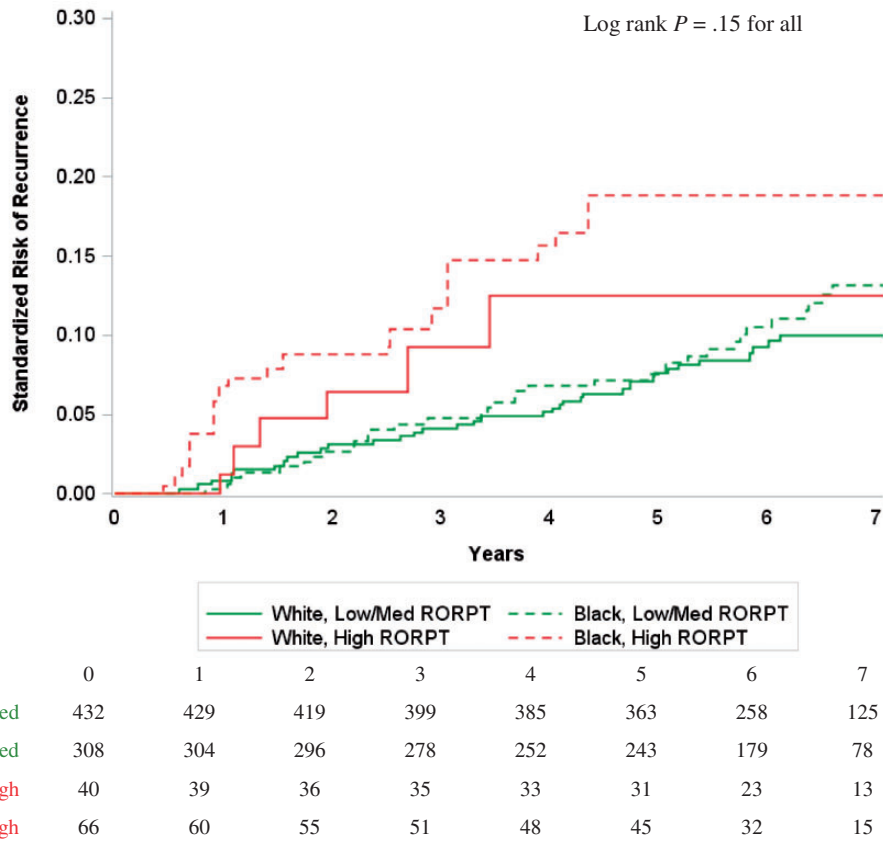 Log rank P = .15 for all
0.30
0.25
0.20
0.15
0.10
0.05
0.00
Standardized Risk of Recurrence
0 1 2 3 4 5 6 7
Years
White, Low/Med RORPT Black, Low/Med RORPT
White, High RORPT Black, High RORPT
0 1 2 3 4 5 6 7
ed 432 429 419 399 385 363 258 125
ed 308 304 296 278 252 243 179 78
gh 40 39 36 35 33 31 23 13
gh 66 60 55 51 48 45 32 15